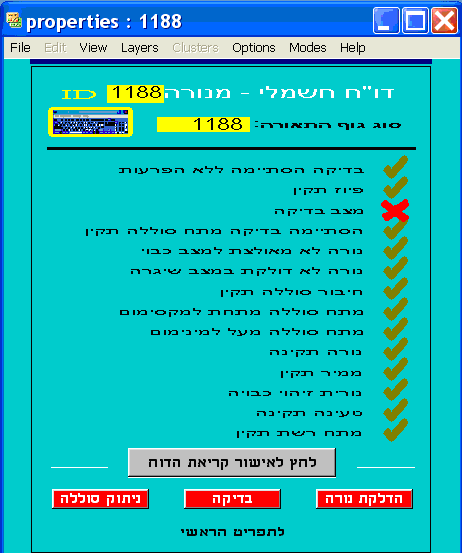 properties : 1188
File Edit View Layers Clusters Options Modes Help
דו"ח חשמלי - מנורה 1188 ID
סוג גוף התאורה: 1188
בדיקה הסתיימה ללא הפרעות
פיוז תקין
מצב בדיקה
הסתיימה בדיקה מתח סוללה תקין
נורה לא מאולצת למצב כבוי
נורה לא דולקת במצב שיגרה
חיבור סוללה תקין
מתח סוללה מתחת למקסימום
מתח סוללה מעל למינימום
נורה תקינה
ממיר תקין
נורית זיהוי כבויה
טעינה תקינה
מתח רשת תקין
לחץ לאישור קריאת הדוח
הדלקת נורה בדיקה ניתוק סוללה
לתפריט הראשי